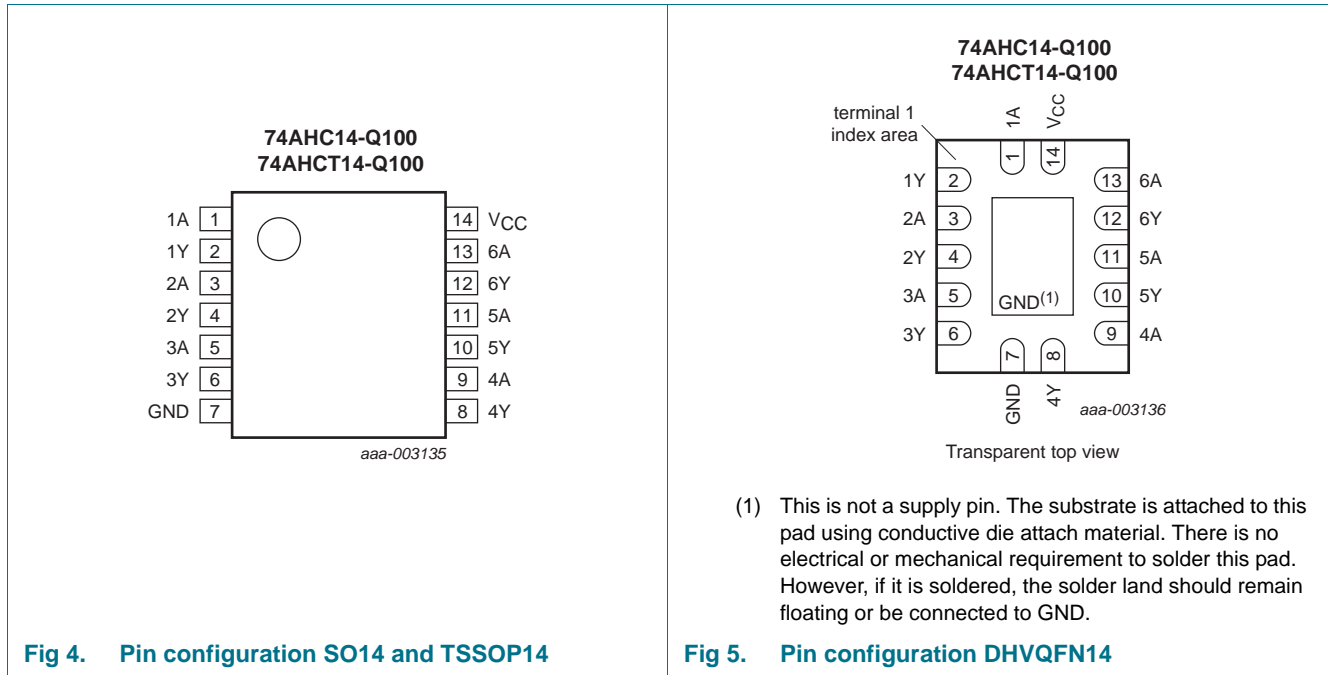 74AHC14-Q100
74AHCT14-Q100
1A 1
1Y 2
2A 3
2Y 4
3A 5
3Y 6
GND 7
14 VCC
13 6A
12 6Y
11 5A
10 5Y
9 4A
8 4Y
aaa-003135
Fig 4. Pin configuration SO14 and TSSOP14
74AHC14-Q100
74AHCT14-Q100
terminal 1
index area
1A
VCC
1
14
1Y 2
2A 3
2Y 4
3A 5
3Y 6
13 6A
12 6Y
11 5A
10 5Y
9 4A
GND(1)
7
8
GND
4Y
aaa-003136
Transparent top view
(1) This is not a supply pin. The substrate is attached to this
pad using conductive die attach material. There is no
electrical or mechanical requirement to solder this pad.
However, if it is soldered, the solder land should remain
floating or be connected to GND.
Fig 5. Pin configuration DHVQFN14